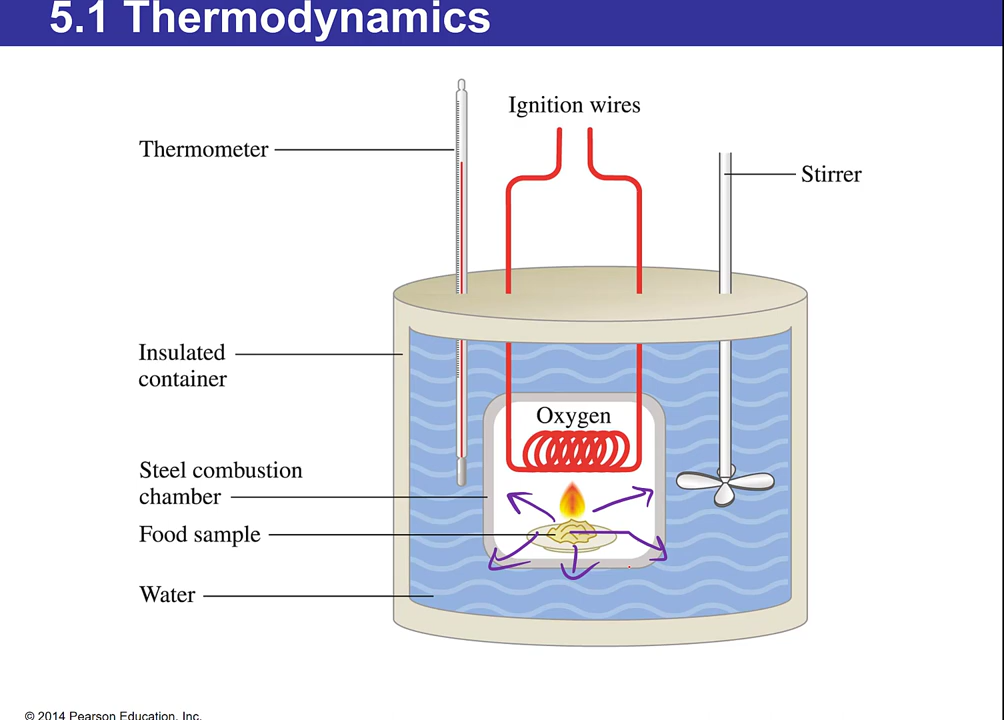 5.1 Thermodynamics
Ignition wires
Thermometer
Stirrer
Insulated
container
Oxygen
Steel combustion
chamber
Food sample
Water
© 2014 Pearson Education, Inc.